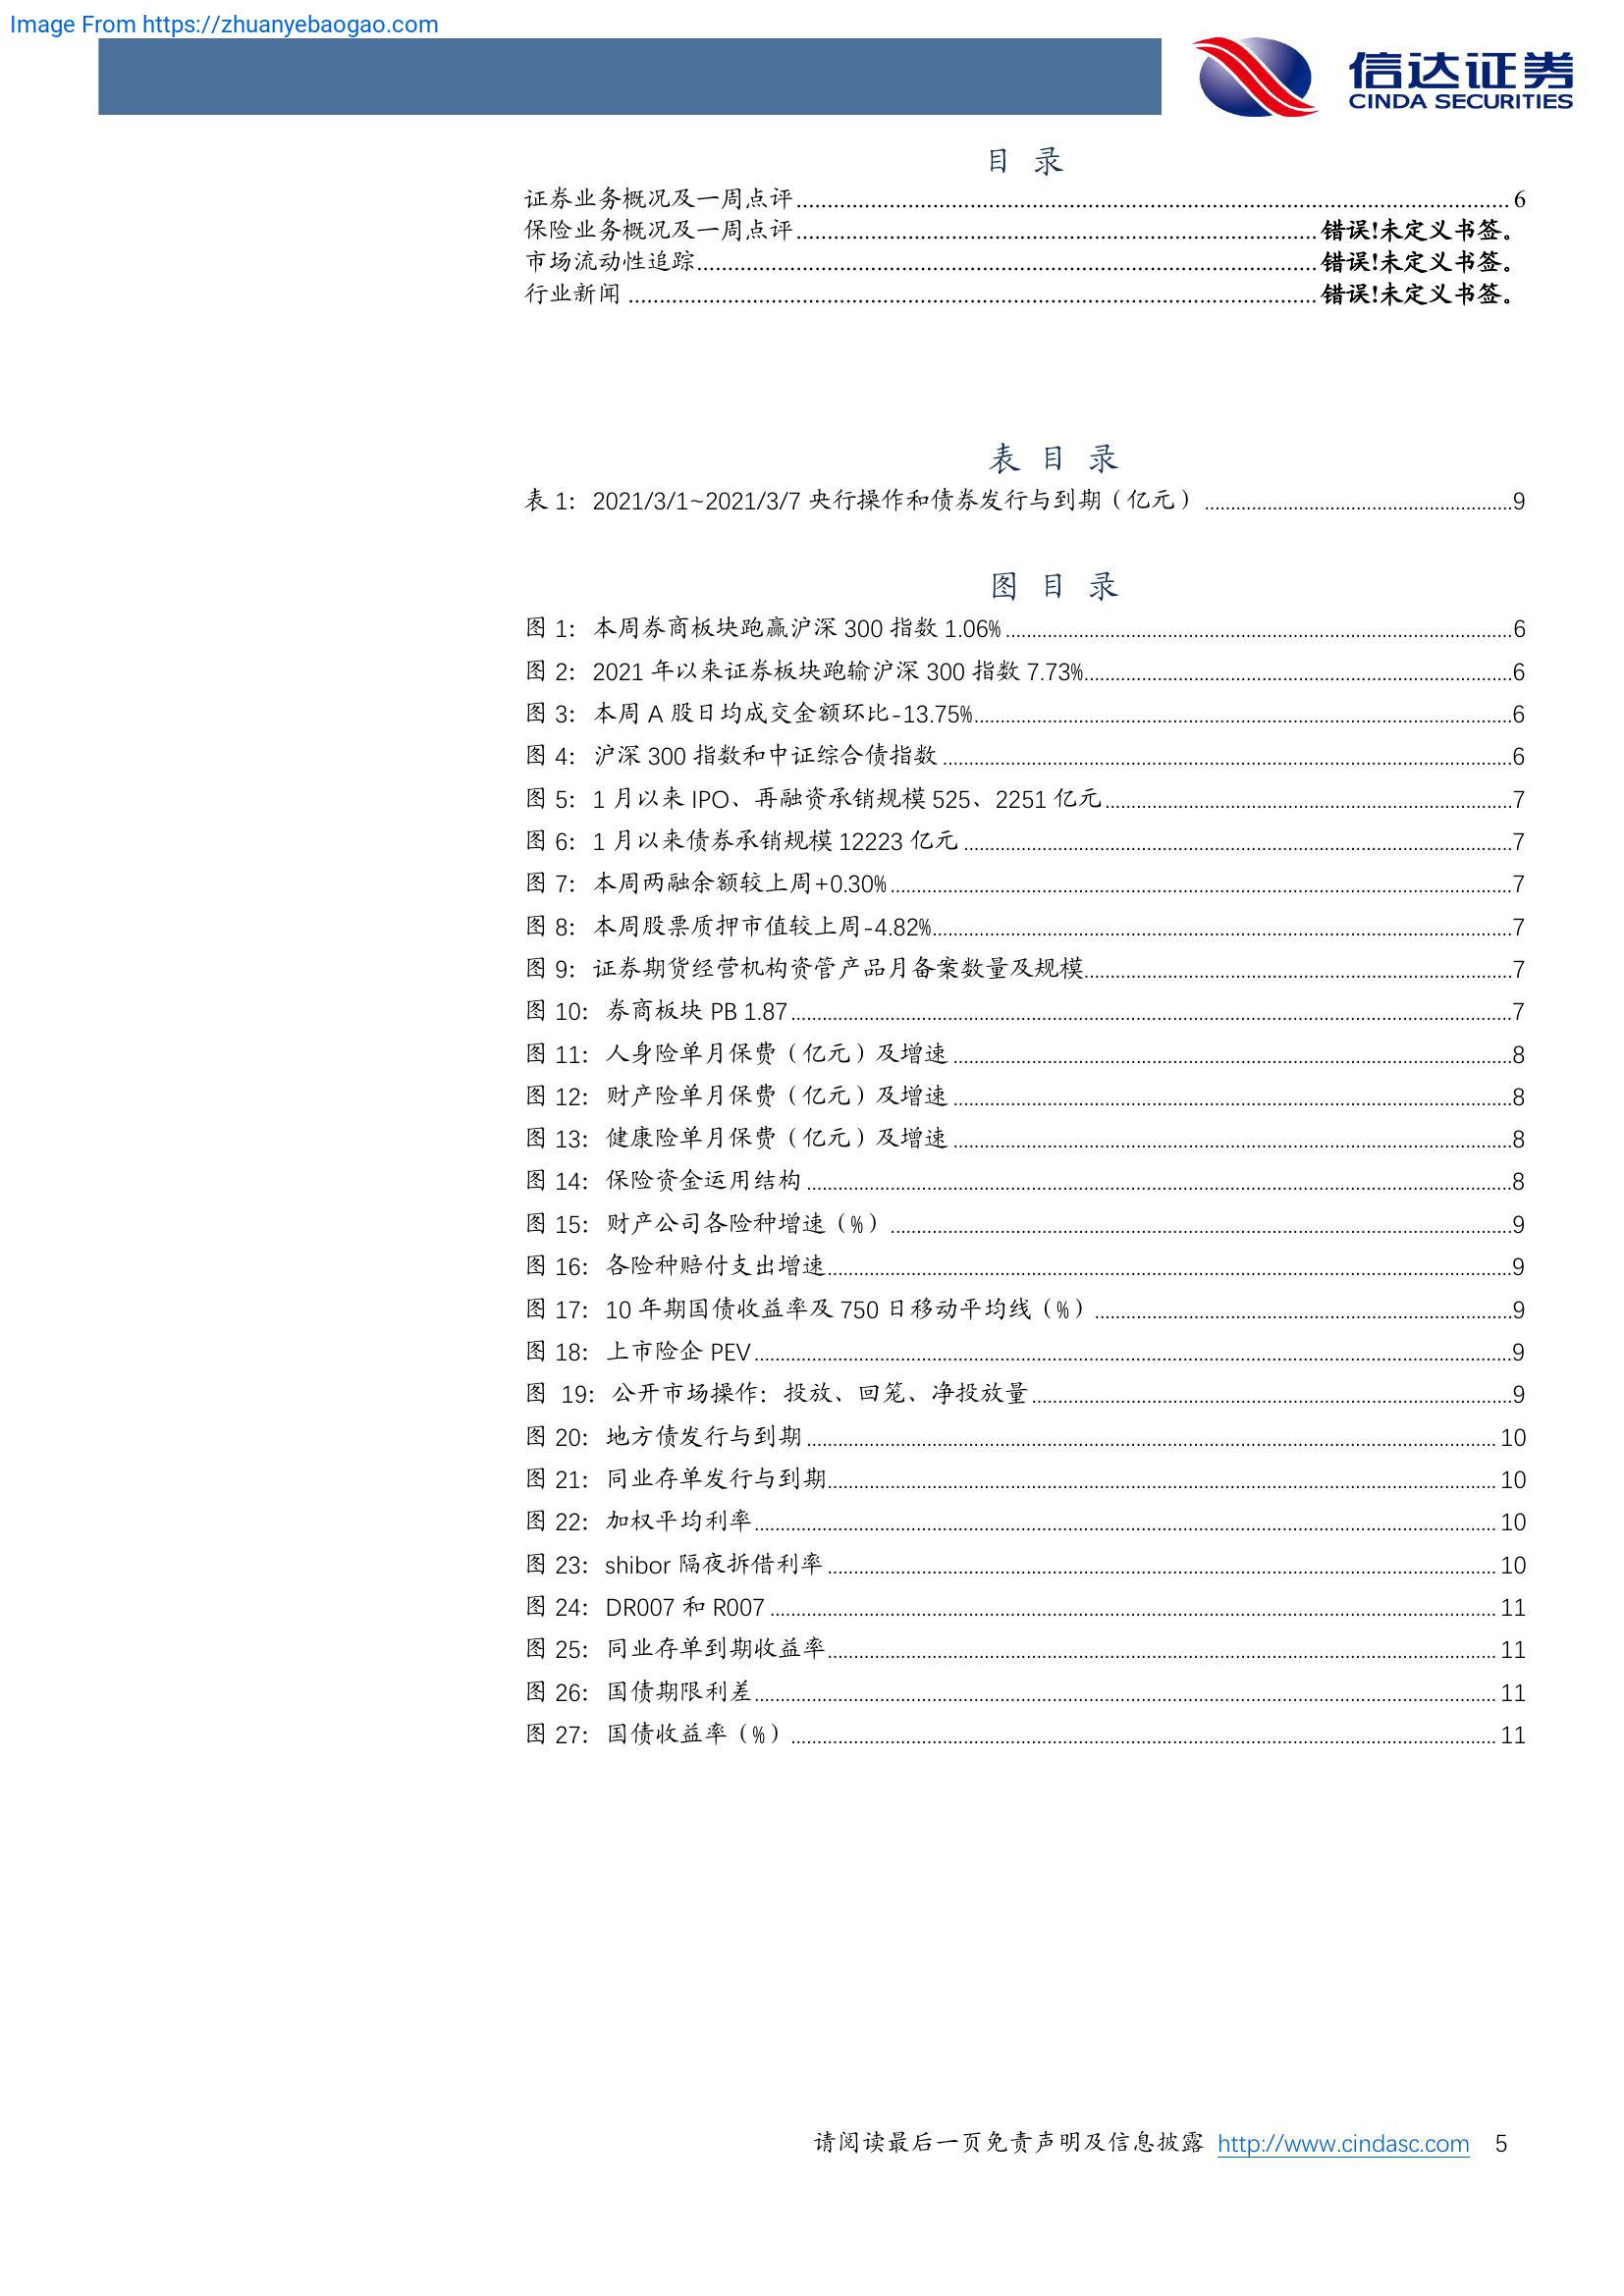 Image From https://zhuanyebaogao.com
信达证券
CINDA SECURITIES
目 录
证券业务概况及一周点评 6
保险业务概况及一周点评 错误!未定义书签。
市场流动性追踪 错误!未定义书签。
行业新闻 错误!未定义书签。
表 目 录
表 1：2021/3/1~2021/3/7 央行操作和债券发行与到期（亿元） 9
图 目 录
图 1：本周券商板块跑赢沪深 300 指数 1.06% 6
图 2：2021 年以来证券板块跑输沪深 300 指数 7.73% 6
图 3：本周 A 股日均成交金额环比-13.75% 6
图 4：沪深 300 指数和中证综合债指数 6
图 5：1 月以来 IPO、再融资承销规模 525、2251 亿元 7
图 6：1 月以来债券承销规模 12223 亿元 7
图 7：本周两融余额较上周+0.30% 7
图 8：本周股票质押市值较上周-4.82% 7
图 9：证券期货经营机构资管产品月备案数量及规模 7
图 10：券商板块 PB 1.87 7
图 11：人身险单月保费（亿元）及增速 8
图 12：财产险单月保费（亿元）及增速 8
图 13：健康险单月保费（亿元）及增速 8
图 14：保险资金运用结构 8
图 15：财产公司各险种增速（%） 9
图 16：各险种赔付支出增速 9
图 17：10 年期国债收益率及 750 日移动平均线（%） 9
图 18：上市险企 PEV 9
图 19：公开市场操作：投放、回笼、净投放量 9
图 20：地方债发行与到期 10
图 21：同业存单发行与到期 10
图 22：加权平均利率 10
图 23：shibor 隔夜拆借利率 10
图 24：DR007 和 R007 11
图 25：同业存单到期收益率 11
图 26：国债期限利差 11
图 27：国债收益率（%） 11
请阅读最后一页免责声明及信息披露 http://www.cindasc.com 5